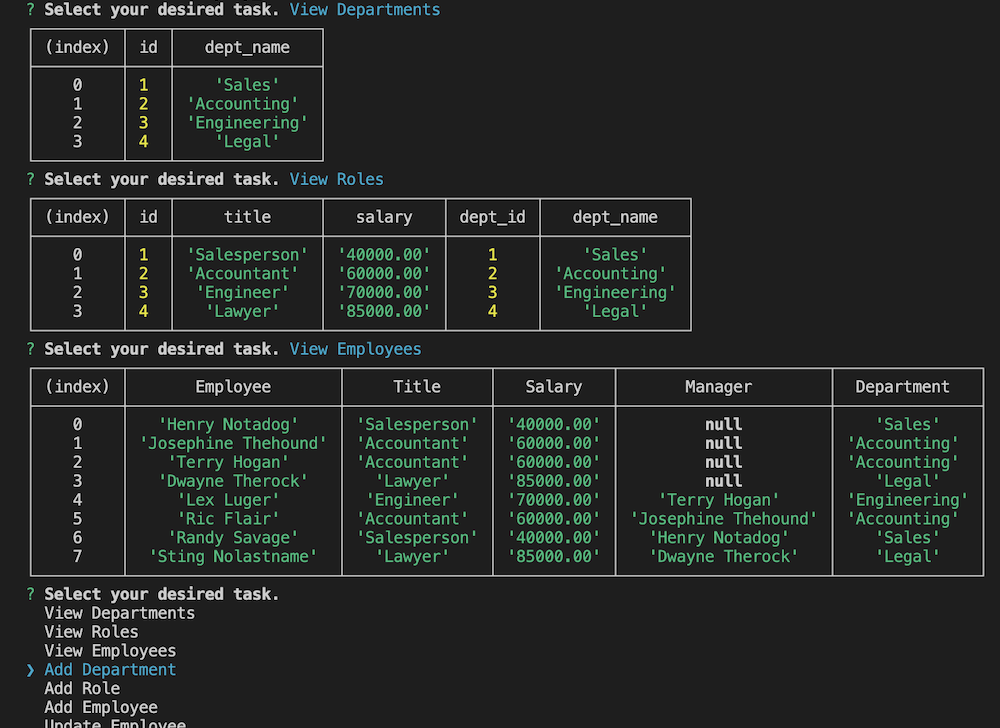 ? Select your desired task. View Departments
(index) id dept_name
0 1 'Sales'
1 2 'Accounting'
2 3 'Engineering'
3 4 'Legal'
? Select your desired task. View Roles
(index) id title salary dept_id dept_name
0 1 'Salesperson' '40000.00' 1 'Sales'
1 2 'Accountant' '60000.00' 2 'Accounting'
2 3 'Engineer' '70000.00' 3 'Engineering'
3 4 'Lawyer' '85000.00' 4 'Legal'
? Select your desired task. View Employees
(index) Employee Title Salary Manager Department
0 'Henry Notadog' 'Salesperson' '40000.00' null 'Sales'
1 'Josephine Thehound' 'Accountant' '60000.00' null 'Accounting'
2 'Terry Hogan' 'Accountant' '60000.00' null 'Accounting'
3 'Dwayne Therock' 'Lawyer' '85000.00' null 'Legal'
4 'Lex Luger' 'Engineer' '70000.00' 'Terry Hogan' 'Engineering'
5 'Ric Flair' 'Accountant' '60000.00' 'Josephine Thehound' 'Accounting'
6 'Randy Savage' 'Salesperson' '40000.00' 'Henry Notadog' 'Sales'
7 'Sting Nolastname' 'Lawyer' '85000.00' 'Dwayne Therock' 'Legal'
? Select your desired task.
View Departments
View Roles
View Employees
❯ Add Department
Add Role
Add Employee
Update Employee